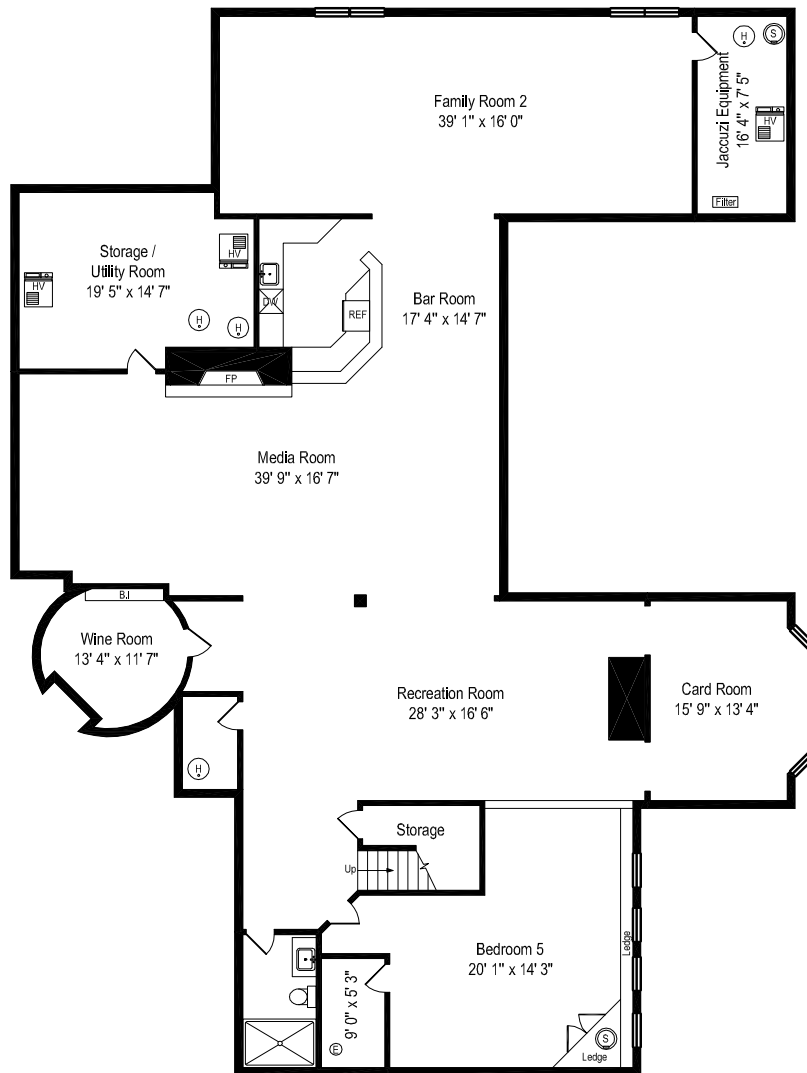 Family Room 2
39' 1" x 16' 0"
H
S
Jaccuzi Equipment
16' 4" x 7' 5"
HV
Filter
Storage /
Utility Room
19' 5" x 14' 7"
HV
HV
H
H
DW
REF
Bar Room
17' 4" x 14' 7"
FP
Media Room
39' 9" x 16' 7"
B.I
Wine Room
13' 4" x 11' 7"
Recreation Room
28' 3" x 16' 6"
Card Room
15' 9" x 13' 4"
H
Storage
Up
Bedroom 5
20' 1" x 14' 3"
Ledge
9' 0" x 5' 3"
E
S
Ledge